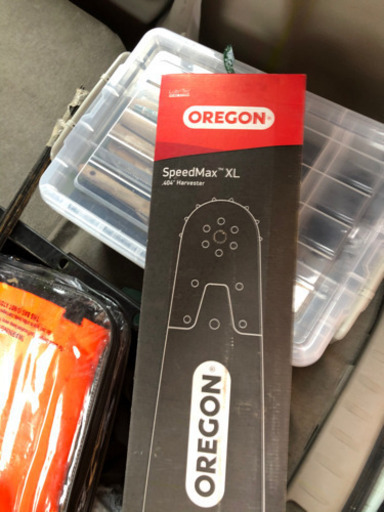 OREGON®
SpeedMax™ XL
.404" Harvester
OREGON®